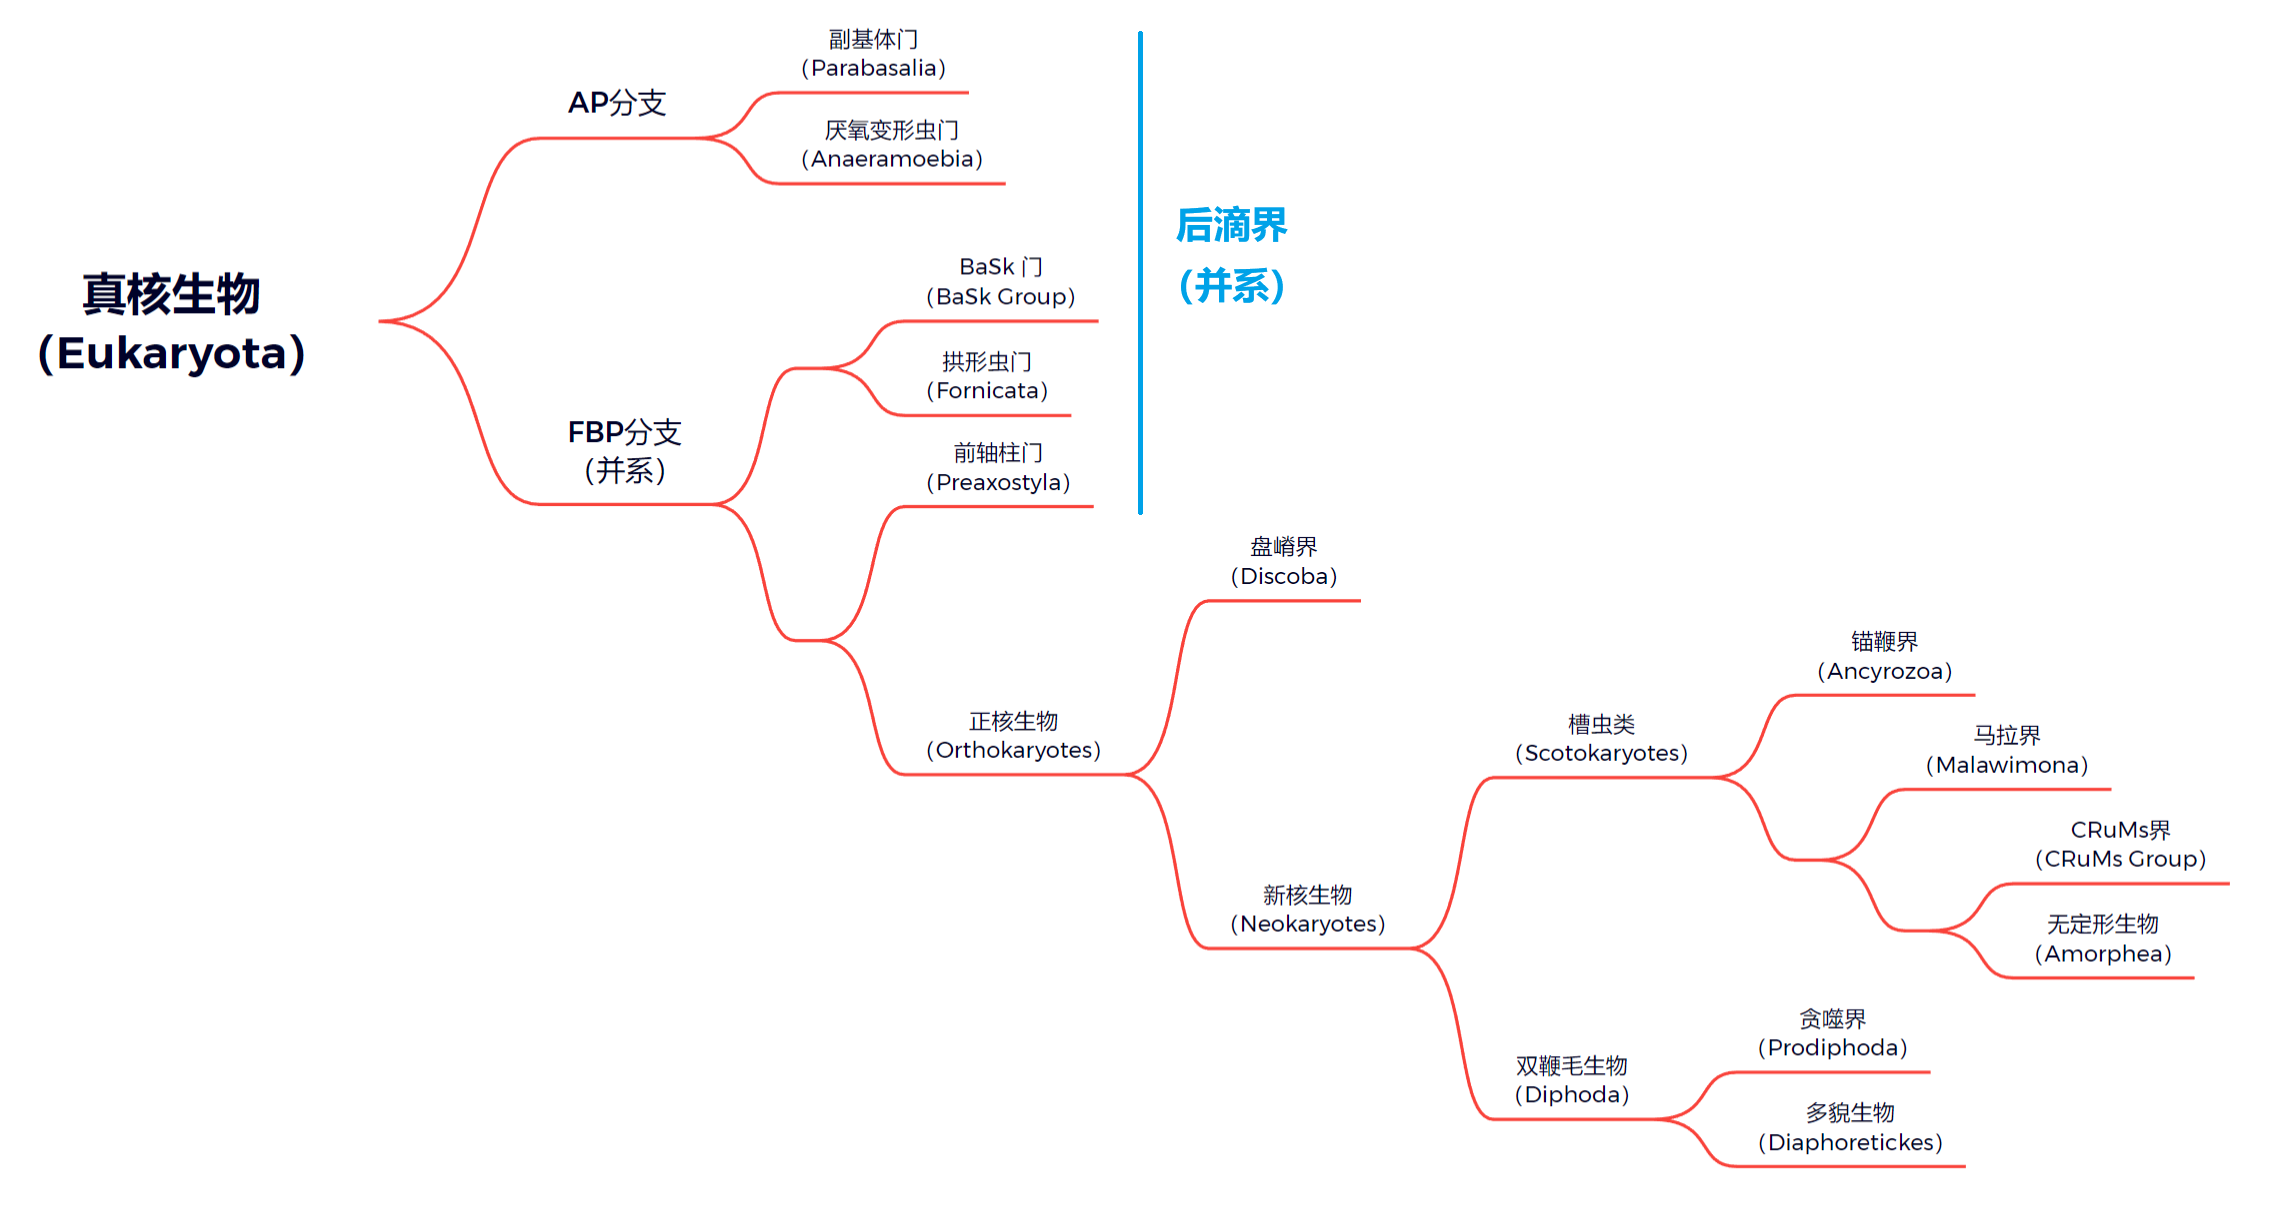 副基体门
(Parabasalia)
AP分支
厌氧变形虫门
(Anaeramoebia)
后滴界
(并系)
真核生物
(Eukaryota)
BaSk 门
(BaSk Group)
拱形虫门
(Fornicata)
FBP分支
(并系)
前轴柱门
(Preaxostyla)
盘嵴界
(Discoba)
锚鞭界
(Ancyrozoa)
正核生物
(Orthokaryotes)
槽虫类
(Scotokaryotes)
马拉界
(Malawimona)
CRuMs界
(CRuMs Group)
新核生物
(Neokaryotes)
无定形生物
(Amorphea)
贪噬界
(Prodiphoda)
双鞭毛生物
(Diphoda)
多貌生物
(Diaphoretickes)